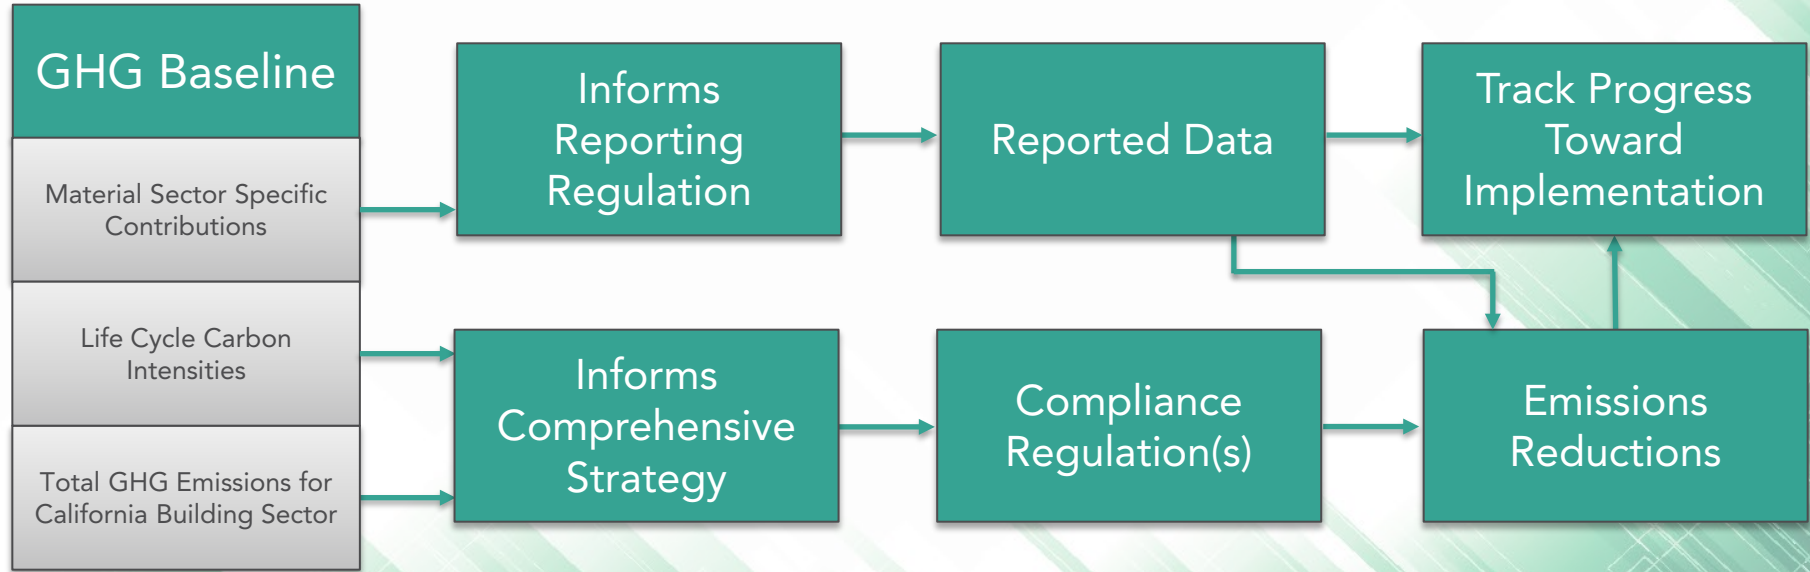 GHG Baseline
Material Sector Specific
Contributions
Life Cycle Carbon
Intensities
Total GHG Emissions for
California Building Sector
Informs
Reporting
Regulation
Reported Data
Track Progress
Toward
Implementation
Informs
Comprehensive
Strategy
Compliance
Regulation(s)
Emissions
Reductions